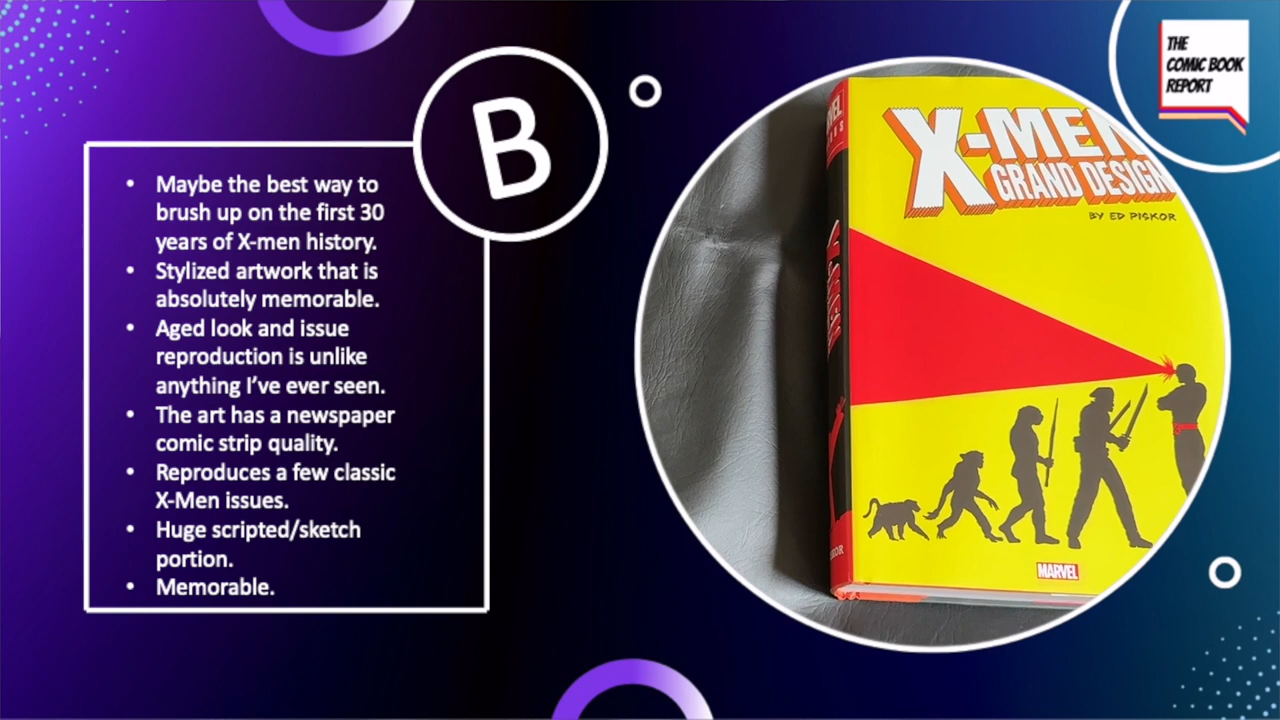 THE
COMIC BOOK
REPORT
B
• Maybe the best way to
brush up on the first 30
years of X-men history.
• Stylized artwork that is
absolutely memorable.
• Aged look and issue
reproduction is unlike
anything I've ever seen.
• The art has a newspaper
comic strip quality.
• Reproduces a few classic
X-Men issues.
• Huge scripted/sketch
portion.
• Memorable.
X-MEN
GRAND DESIGN
BY ED PISKOR
MARVEL